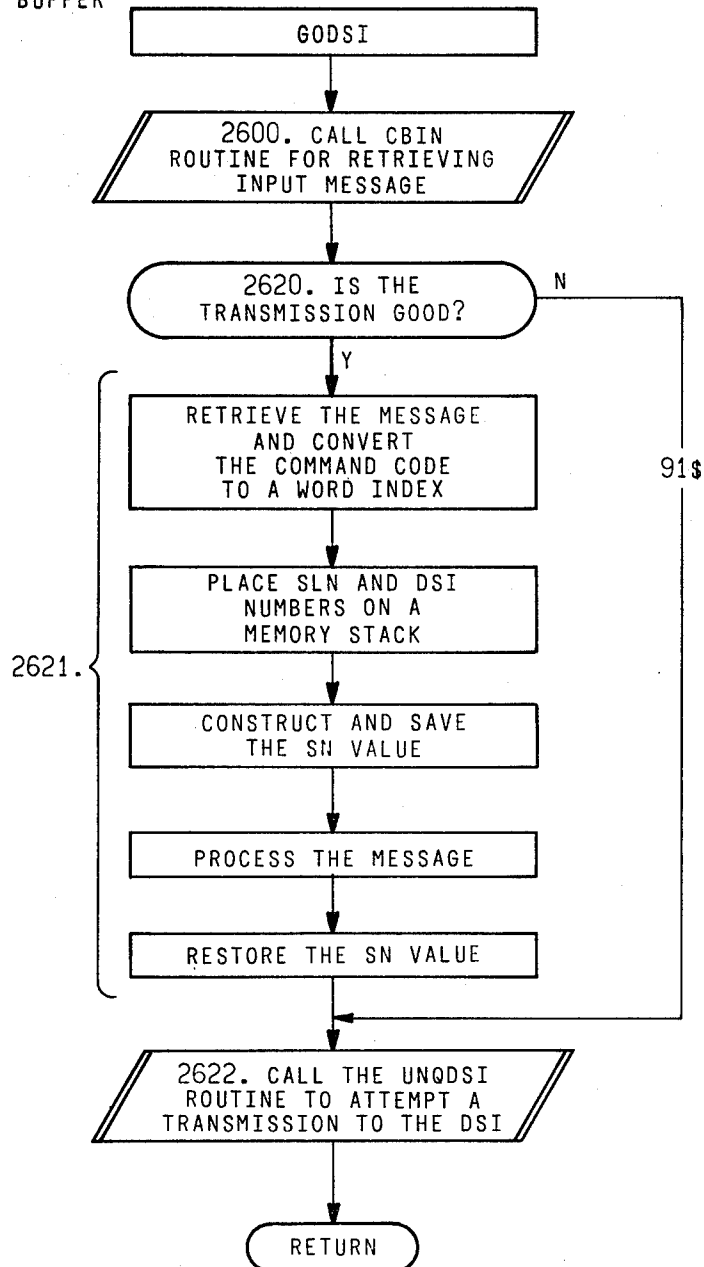 BUFFER
GODSI
2600. CALL CBIN
ROUTINE FOR RETRIEVING
INPUT MESSAGE
2620. IS THE
TRANSMISSION GOOD?
N
Y
RETRIEVE THE MESSAGE
AND CONVERT
THE COMMAND CODE
TO A WORD INDEX
91$
PLACE SLN AND DSI
NUMBERS ON A
MEMORY STACK
2621.
CONSTRUCT AND SAVE
THE SN VALUE
PROCESS THE MESSAGE
RESTORE THE SN VALUE
2622. CALL THE UNQDSI
ROUTINE TO ATTEMPT A
TRANSMISSION TO THE DSI
RETURN